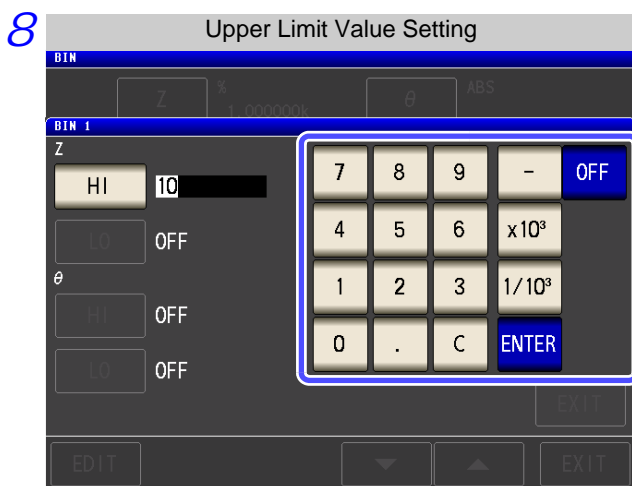 8 Upper Limit Value Setting
BIN
Z % 1.000000k θ ABS
BIN 1
Z
HI 10
LO OFF
θ
HI OFF
LO OFF
7 8 9 - OFF
4 5 6 x10³
1 2 3 1/10³
0 . C ENTER
EXIT
EDIT EXIT